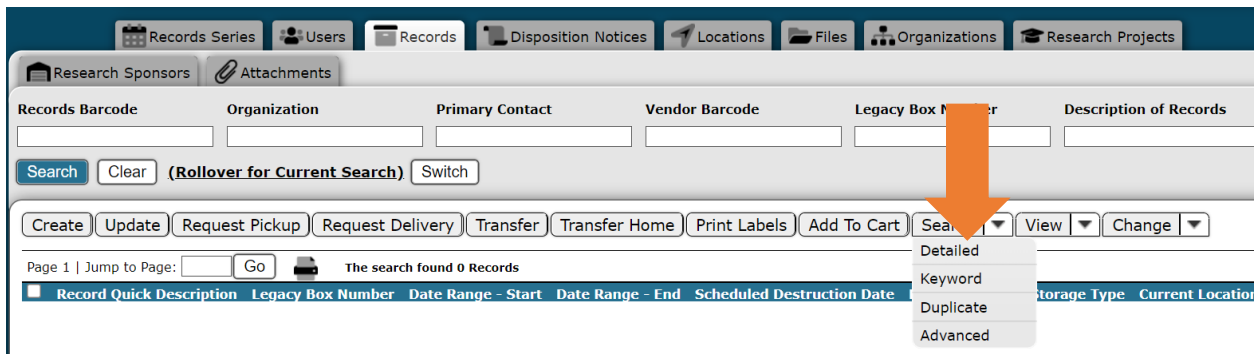 Records Series Users Records Disposition Notices Locations Files Organizations Research Projects
Research Sponsors Attachments
Records Barcode Organization Primary Contact Vendor Barcode Legacy Box Description of Records
Search Clear (Rollover for Current Search) Switch
Create Update Request Pickup Request Delivery Transfer Transfer Home Print Labels Add To Cart View Change
Detailed
Page 1 | Jump to Page: Go The search found 0 Records
Keyword
Record Quick Description Legacy Box Number Date Range - Start Date Range - End Scheduled Destruction Date Storage Type Current Location
Duplicate
Advanced